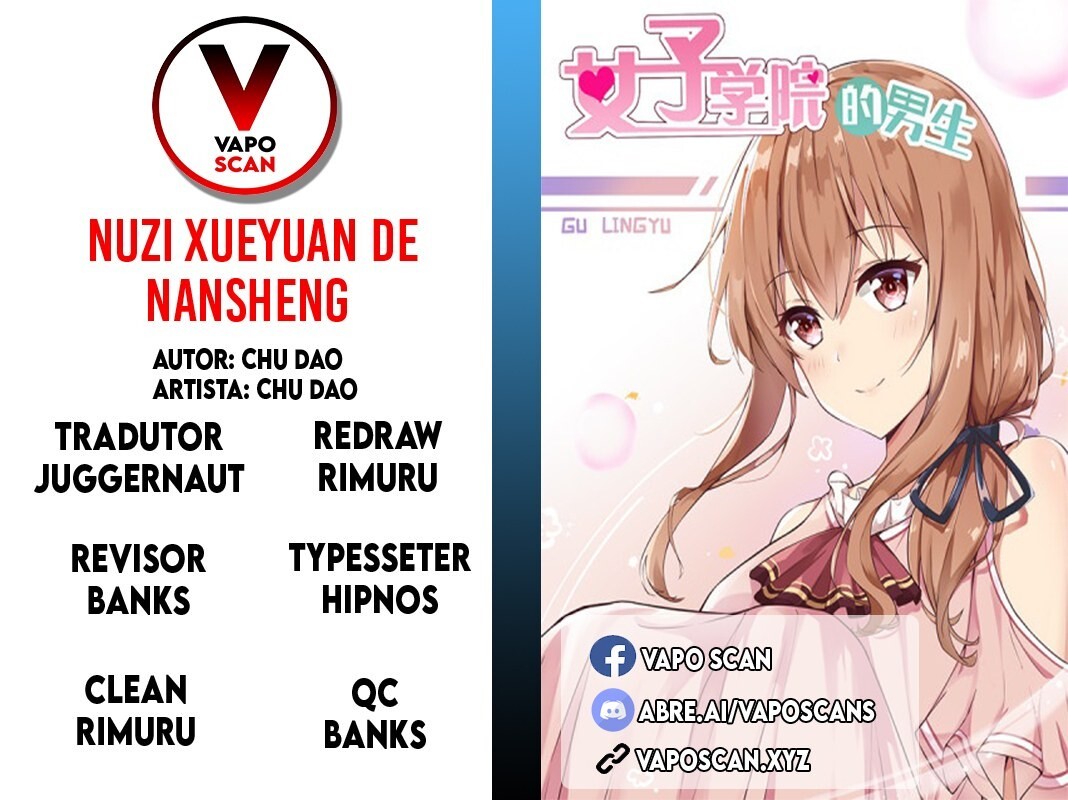 V
VAPO
SCAN
NUZI XUEYUAN DE
NANSHENG
AUTOR: CHU DAO
ARTISTA: CHU DAO
TRADUTOR
JUGGERNAUT
REDRAW
RIMURU
REVISOR
BANKS
TYPESSETER
HIPNOS
CLEAN
RIMURU
QC
BANKS
女子学院
的男生
GU LINGYU
VAPO SCAN
ABRE.AI/VAPOSCANS
VAPOSCAN.XYZ